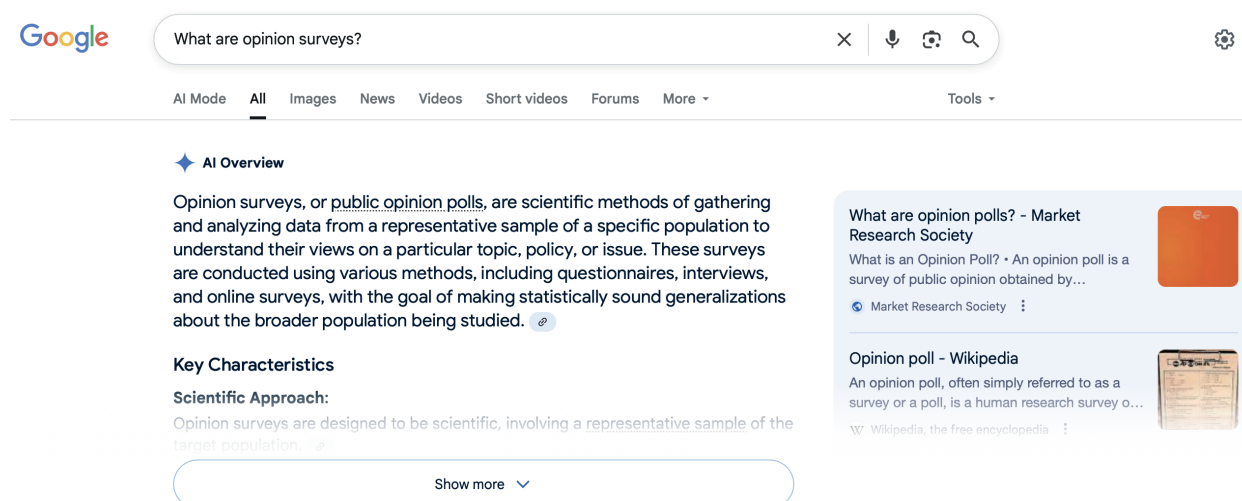 Google
What are opinion surveys?
AI Mode
All
Images
News
Videos
Short videos
Forums
More
Tools
AI Overview
Opinion surveys, or public opinion polls, are scientific methods of gathering
and analyzing data from a representative sample of a specific population to
understand their views on a particular topic, policy, or issue. These surveys
are conducted using various methods, including questionnaires, interviews,
and online surveys, with the goal of making statistically sound generalizations
about the broader population being studied.
Key Characteristics
Scientific Approach:
Opinion surveys are designed to be scientific, involving a representative sample of the
target population.
Show more
What are opinion polls? - Market
Research Society
What is an Opinion Poll? • An opinion poll is a
survey of public opinion obtained by…
Market Research Society
Opinion poll - Wikipedia
An opinion poll, often simply referred to as a
survey or a poll, is a human research survey o…
W Wikipedia, the free encyclopedia